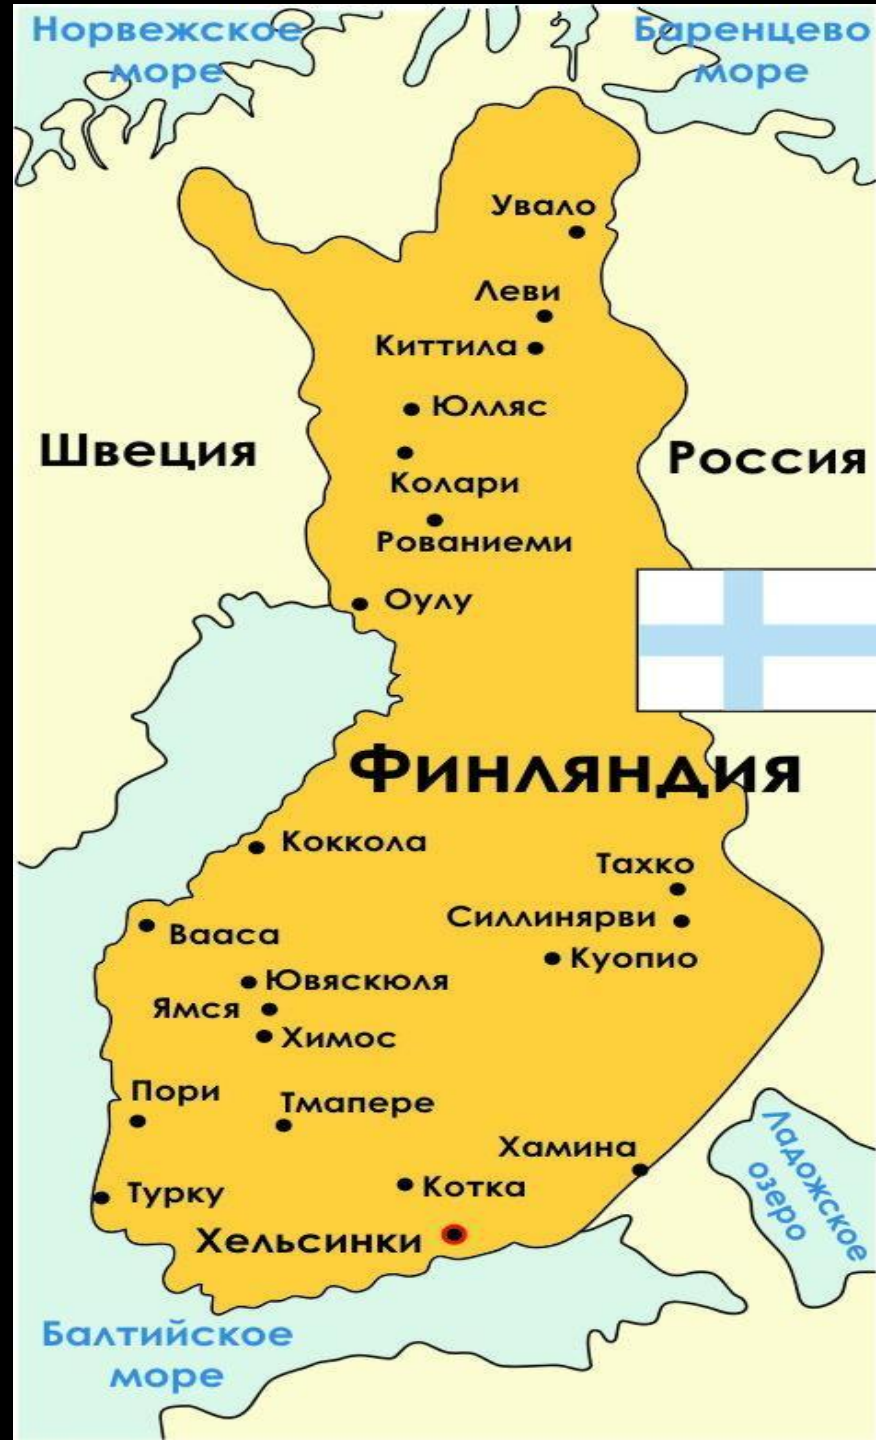 Норвежское
море
Баренцево
море
Увало
Леви
Киттила
Юлляс
Швеция
Россия
Колари
Рованиеми
Оулу
Финляндия
Коккола
Тахко
Силлинярви
Вааса
Куопио
Ювяскюля
Ямся
Химос
Пори
Тмапере
Хамина
Ладожское
озеро
Турку
Котка
Хельсинки
Балтийское
море